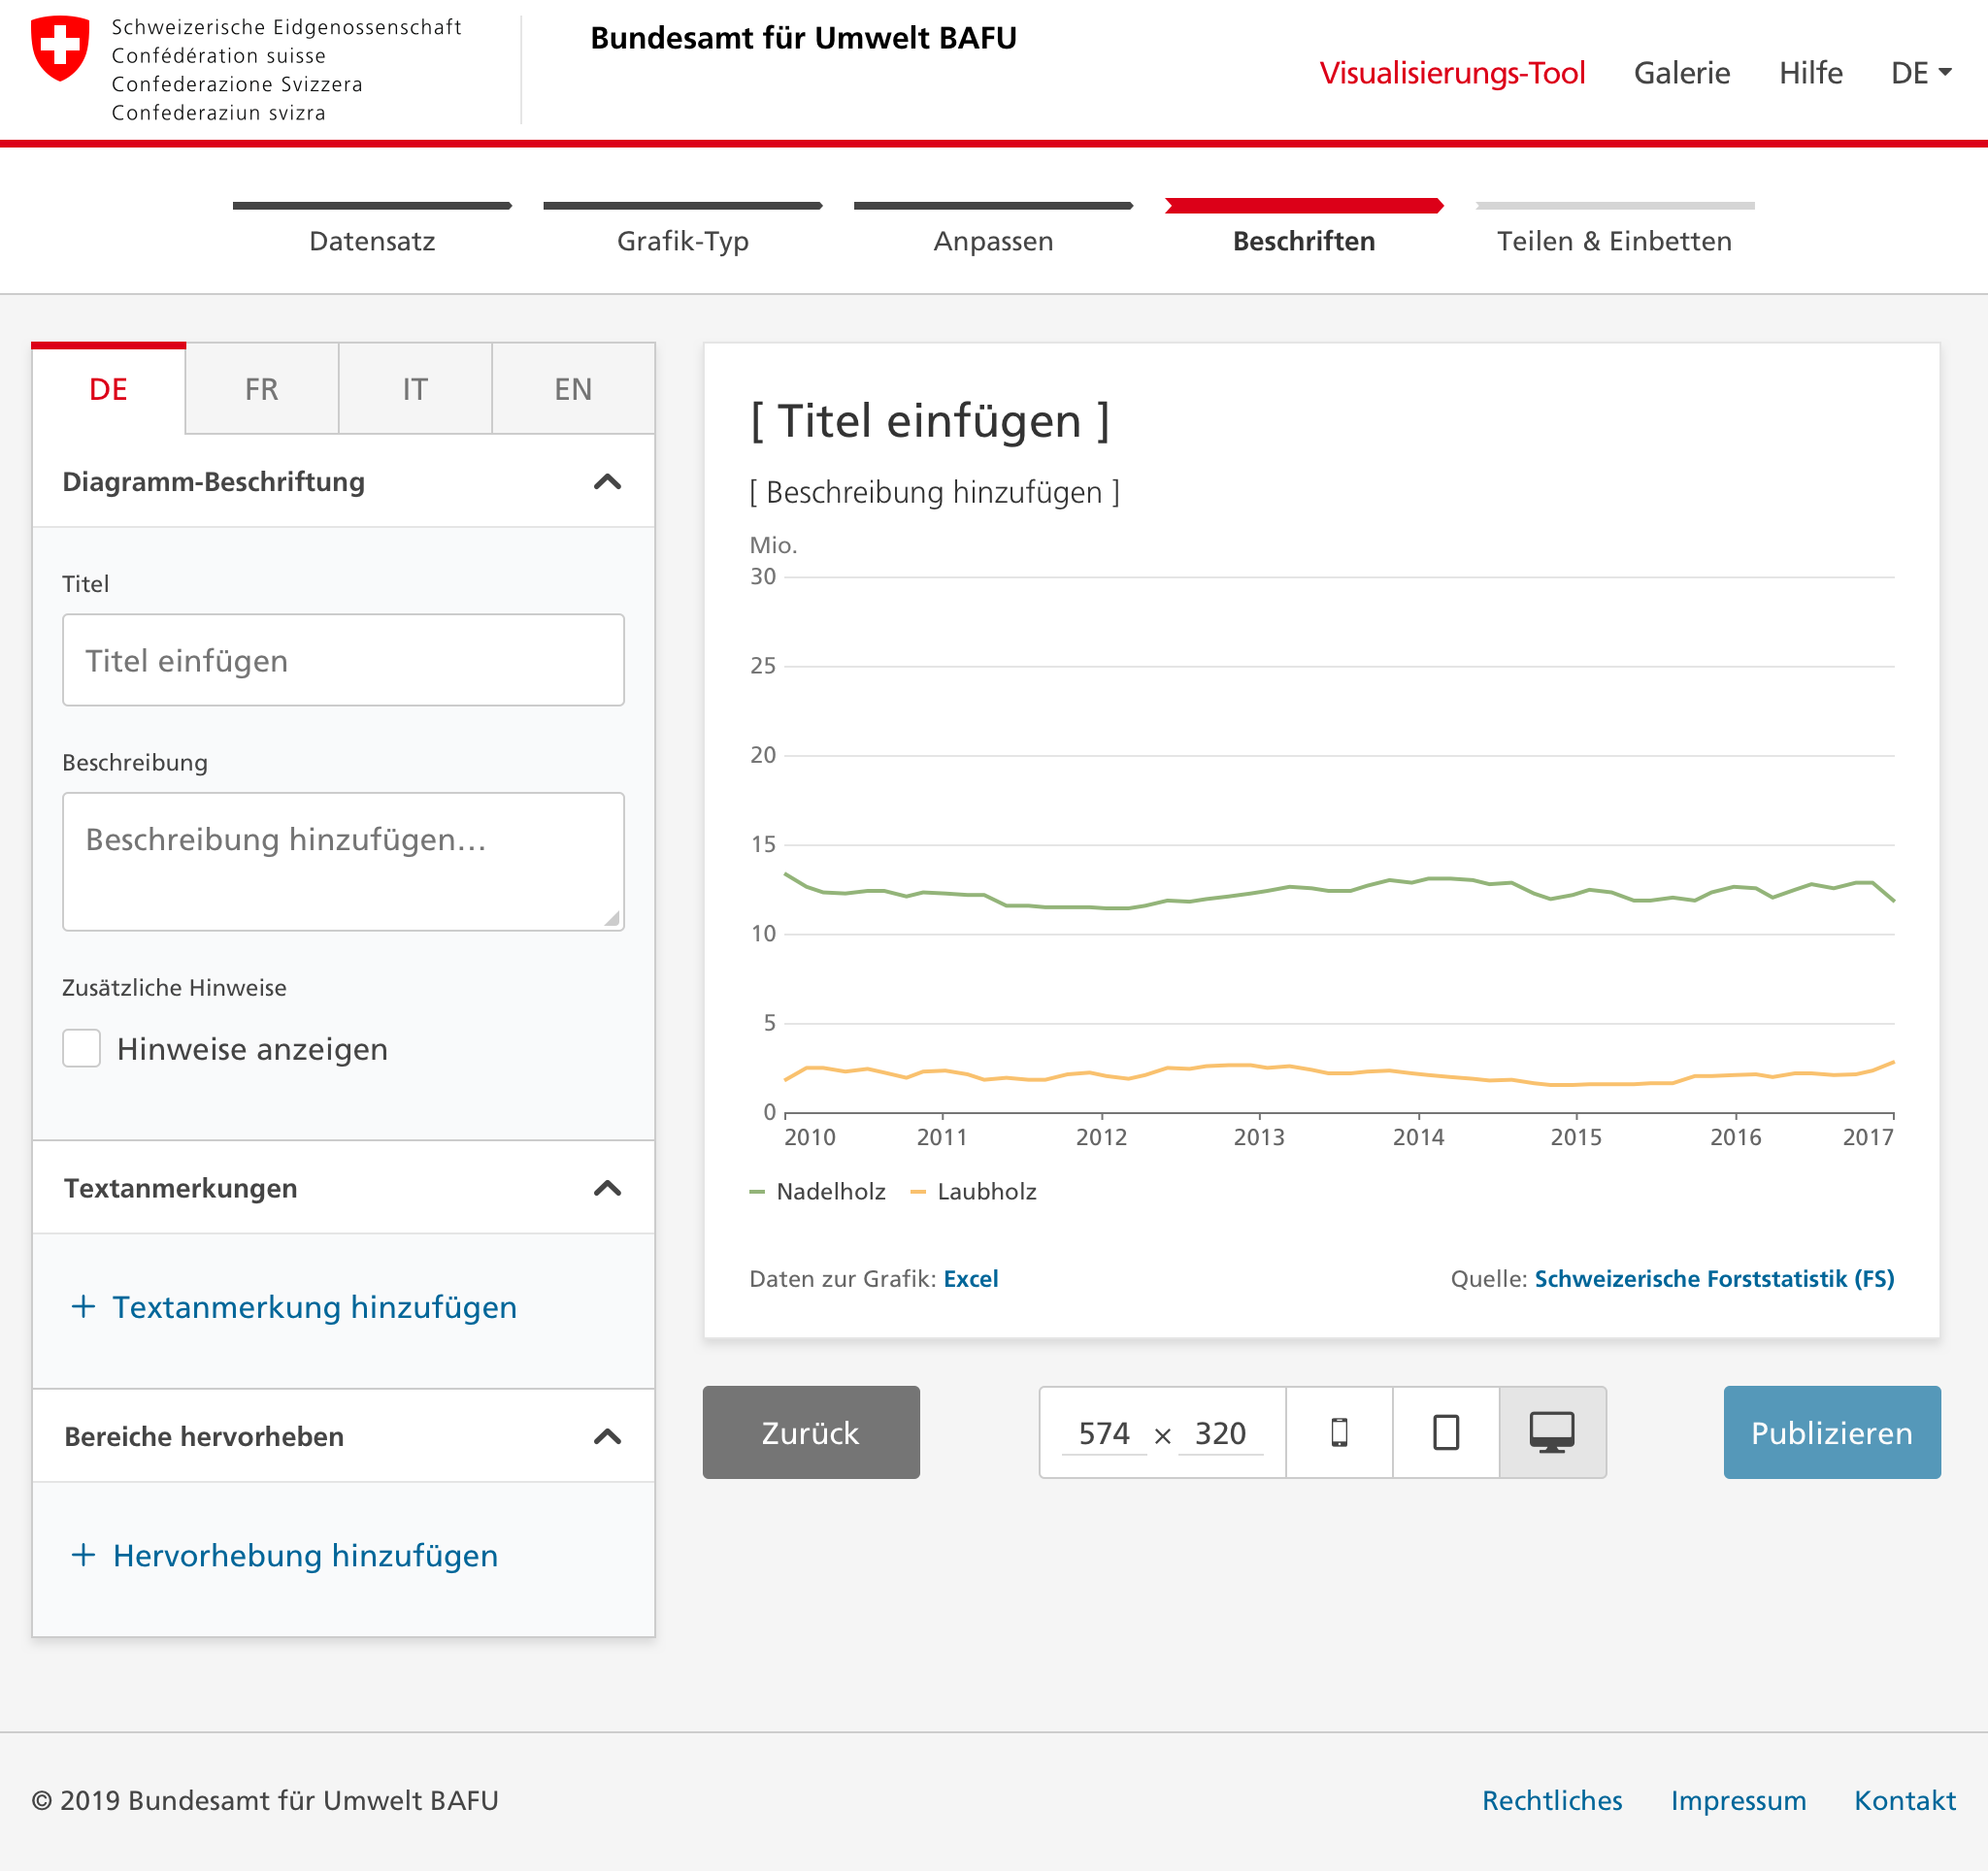 Schweizerische Eidgenossenschaft
Confédération suisse
Confederazione Svizzera
Confederaziun svizra
Bundesamt für Umwelt BAFU
Visualisierungs-Tool Galerie Hilfe DE
Datensatz Grafik-Typ Anpassen Beschriften Teilen & Einbetten
DE FR IT EN
Diagramm-Beschriftung
Titel
Titel einfügen
Beschreibung
Beschreibung hinzufügen...
Zusätzliche Hinweise
Hinweise anzeigen
Textanmerkungen
+ Textanmerkung hinzufügen
Bereiche hervorheben
+ Hervorhebung hinzufügen
[ Titel einfügen ]
[ Beschreibung hinzufügen ]
Mio.
30
25
20
15
10
5
0
2010 2011 2012 2013 2014 2015 2016 2017
Nadelholz Laubholz
Daten zur Grafik: Excel Quelle: Schweizerische Forststatistik (FS)
Zurück 574 × 320 Publizieren
© 2019 Bundesamt für Umwelt BAFU Rechtliches Impressum Kontakt